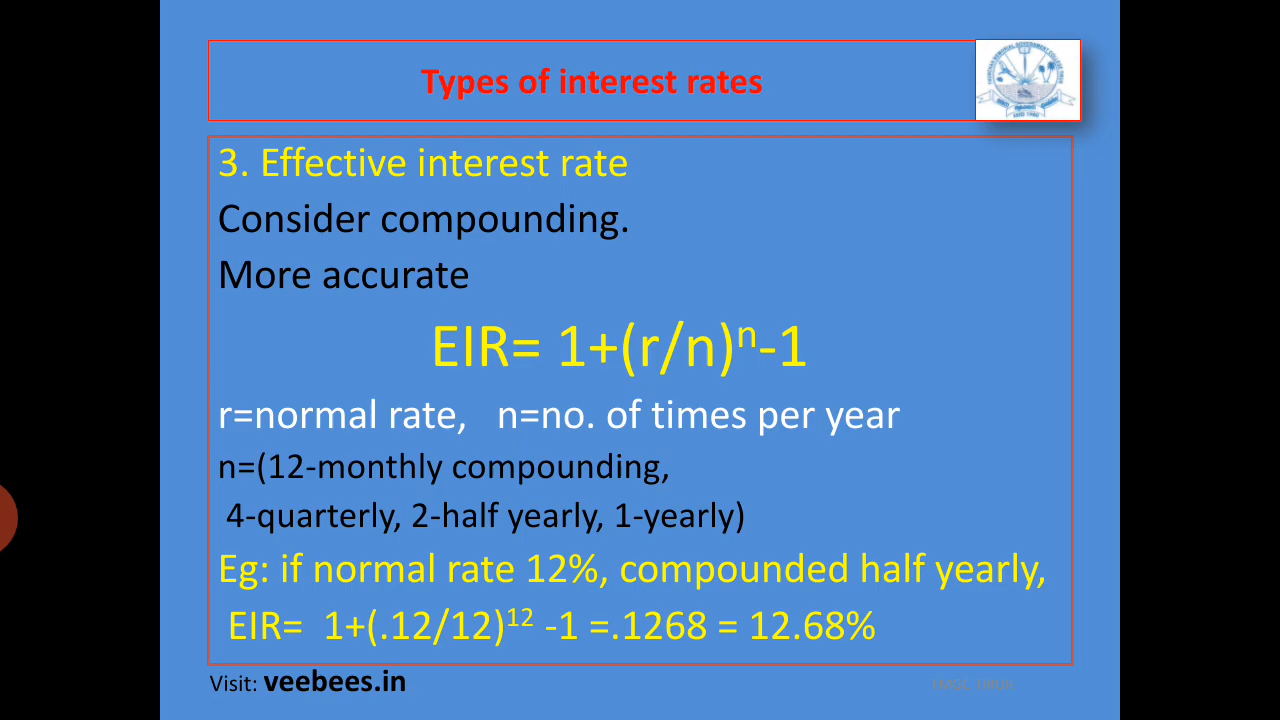 Types of interest rates
3. Effective interest rate
Consider compounding.
More accurate
EIR= 1+(r/n)ⁿ-1
r=normal rate, n=no. of times per year
n=(12-monthly compounding,
4-quarterly, 2-half yearly, 1-yearly)
Eg: if normal rate 12%, compounded half yearly,
EIR= 1+(.12/12)¹² -1 =.1268 = 12.68%
Visit: veebees.in